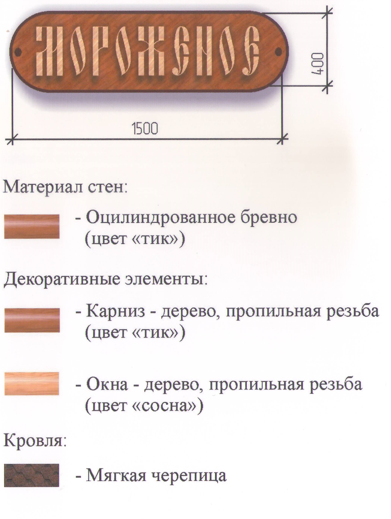 МОРОЖЕНОЕ
400
1500
Материал стен:
- Оцилиндрованное бревно
(цвет «тик»)
Декоративные элементы:
- Карниз - дерево, пропильная резьба
(цвет «тик»)
- Окна - дерево, пропильная резьба
(цвет «сосна»)
Кровля:
- Мягкая черепица